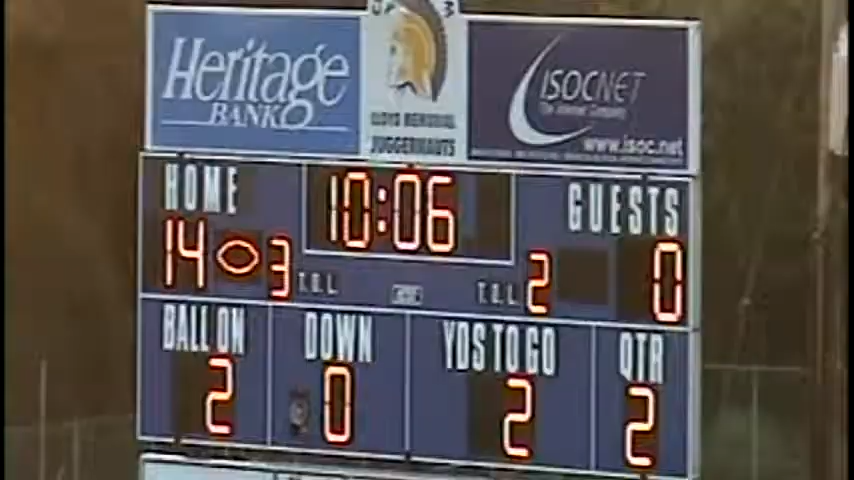 Heritage
BANK
LLOYD MEMORIAL
JUGGERNAUTS
ISOCNET
The Internet Company
www.isoc.net
HOME
10:06
GUESTS
14 3 T.O.L.
T.O.L. 2 0
BALL ON DOWN YDS TO GO QTR
2 0 2 2